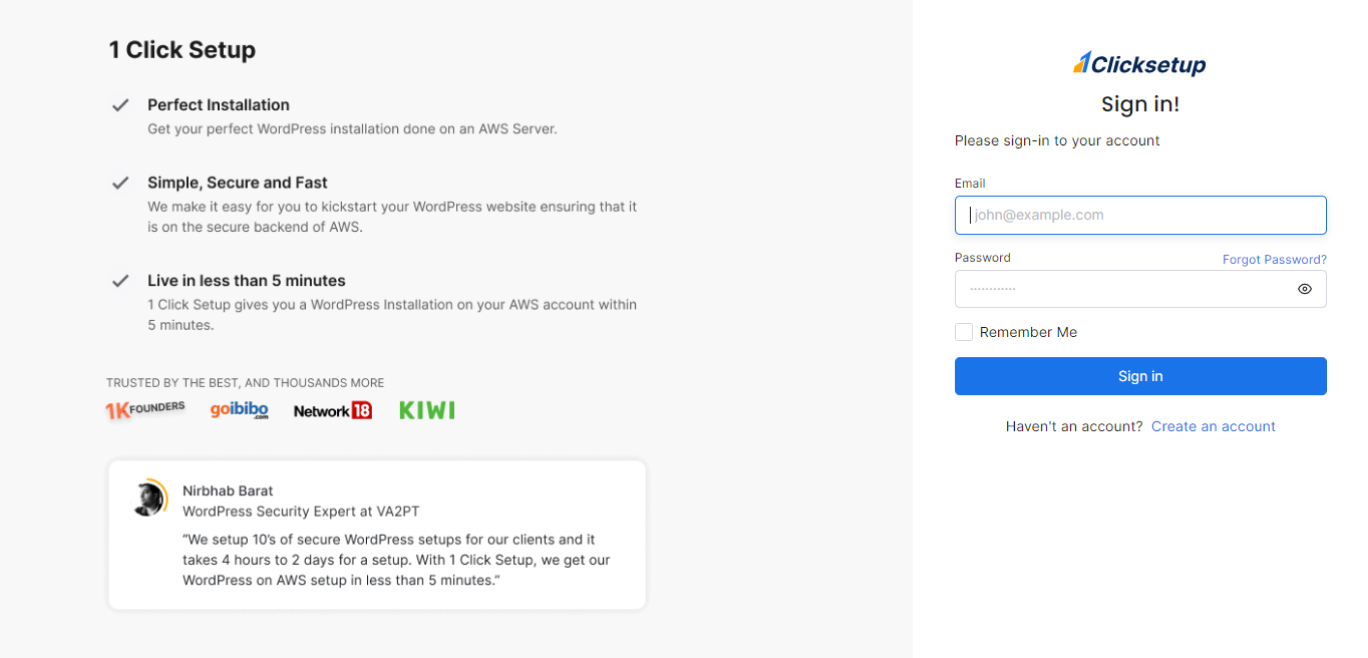 1 Click Setup
Perfect Installation
Get your perfect WordPress installation done on an AWS Server.
Simple, Secure and Fast
We make it easy for you to kickstart your WordPress website ensuring that it
is on the secure backend of AWS.
Live in less than 5 minutes
1 Click Setup gives you a WordPress Installation on your AWS account within
5 minutes.
TRUSTED BY THE BEST, AND THOUSANDS MORE
1K FOUNDERS goibibo.com Network 18 KIWI
Nirbhab Barat
WordPress Security Expert at VA2PT
“We setup 10’s of secure WordPress setups for our clients and it
takes 4 hours to 2 days for a setup. With 1 Click Setup, we get our
WordPress on AWS setup in less than 5 minutes.”
1Clicksetup
Sign in!
Please sign-in to your account
Email
john@example.com
Password Forgot Password?
············
Remember Me
Sign in
Haven't an account? Create an account